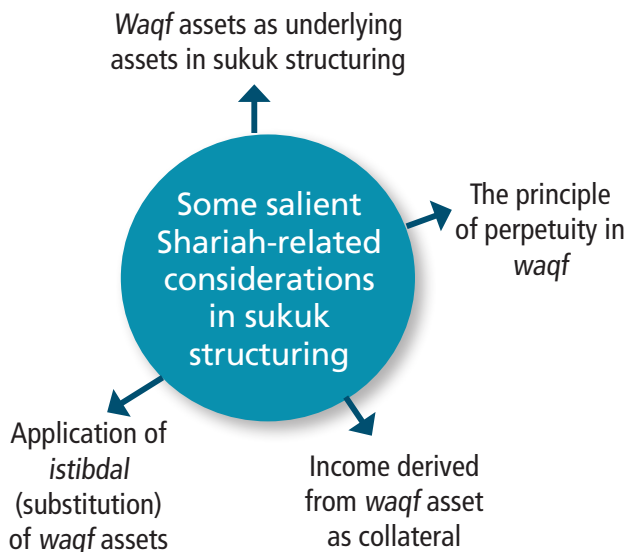 Waqf assets as underlying
assets in sukuk structuring
Some salient
Shariah-related
considerations
in sukuk
structuring
The principle
of perpetuity in
waqf
Application of
istibdal
(substitution)
of waqf assets
Income derived
from waqf asset
as collateral